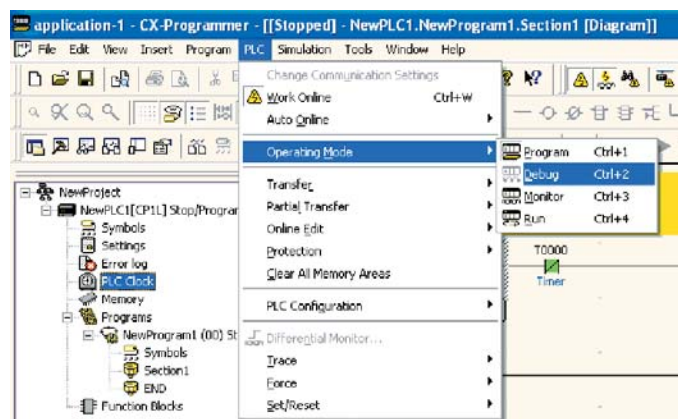 application-1 - CX-Programmer - [[Stopped] - NewPLC1.NewProgram1.Section1 [Diagram]]
File Edit View Insert Program PLC Simulation Tools Window Help
Change Communication Settings
Work Online Ctrl+W
Auto Online
Operating Mode
Program Ctrl+1
Debug Ctrl+2
Monitor Ctrl+3
Run Ctrl+4
Transfer
Partial Transfer
Online Edit
Protection
Clear All Memory Areas
PLC Configuration
Differential Monitor...
Trace
Force
Set/Reset
NewProject
NewPLC1[CP1L] Stop/Progra
Symbols
Settings
Error log
PLC Clock
Memory
Programs
NewProgram1 (00) St
Symbols
Section1
END
Function Blocks
T0000
Timer